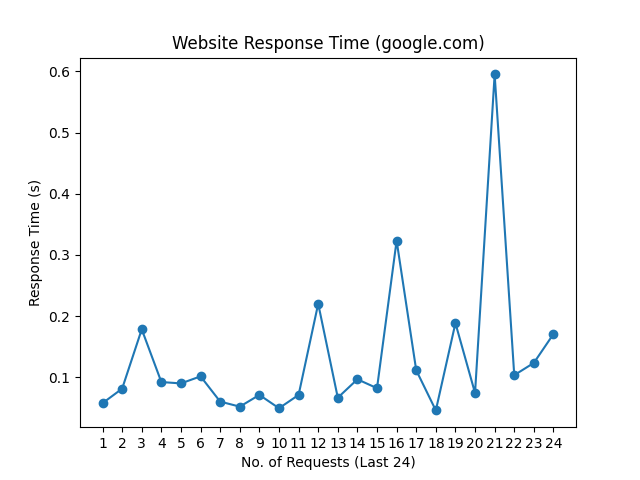 Website Response Time (google.com)
0.6
0.5
0.4
0.3
0.2
0.1
Response Time (s)
1 2 3 4 5 6 7 8 9 10 11 12 13 14 15 16 17 18 19 20 21 22 23 24
No. of Requests (Last 24)